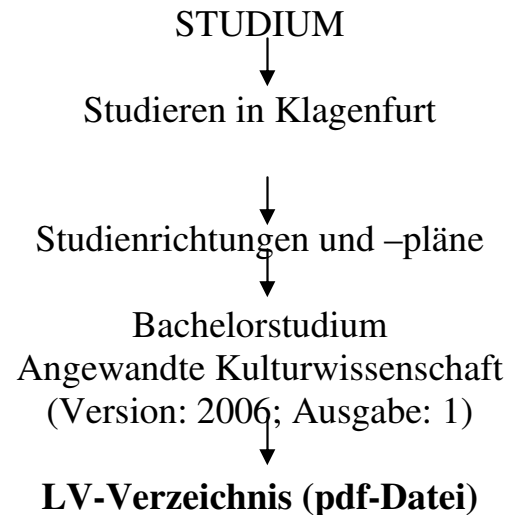 STUDIUM
Studieren in Klagenfurt
Studienrichtungen und –pläne
Bachelorstudium
Angewandte Kulturwissenschaft
(Version: 2006; Ausgabe: 1)
LV-Verzeichnis (pdf-Datei)